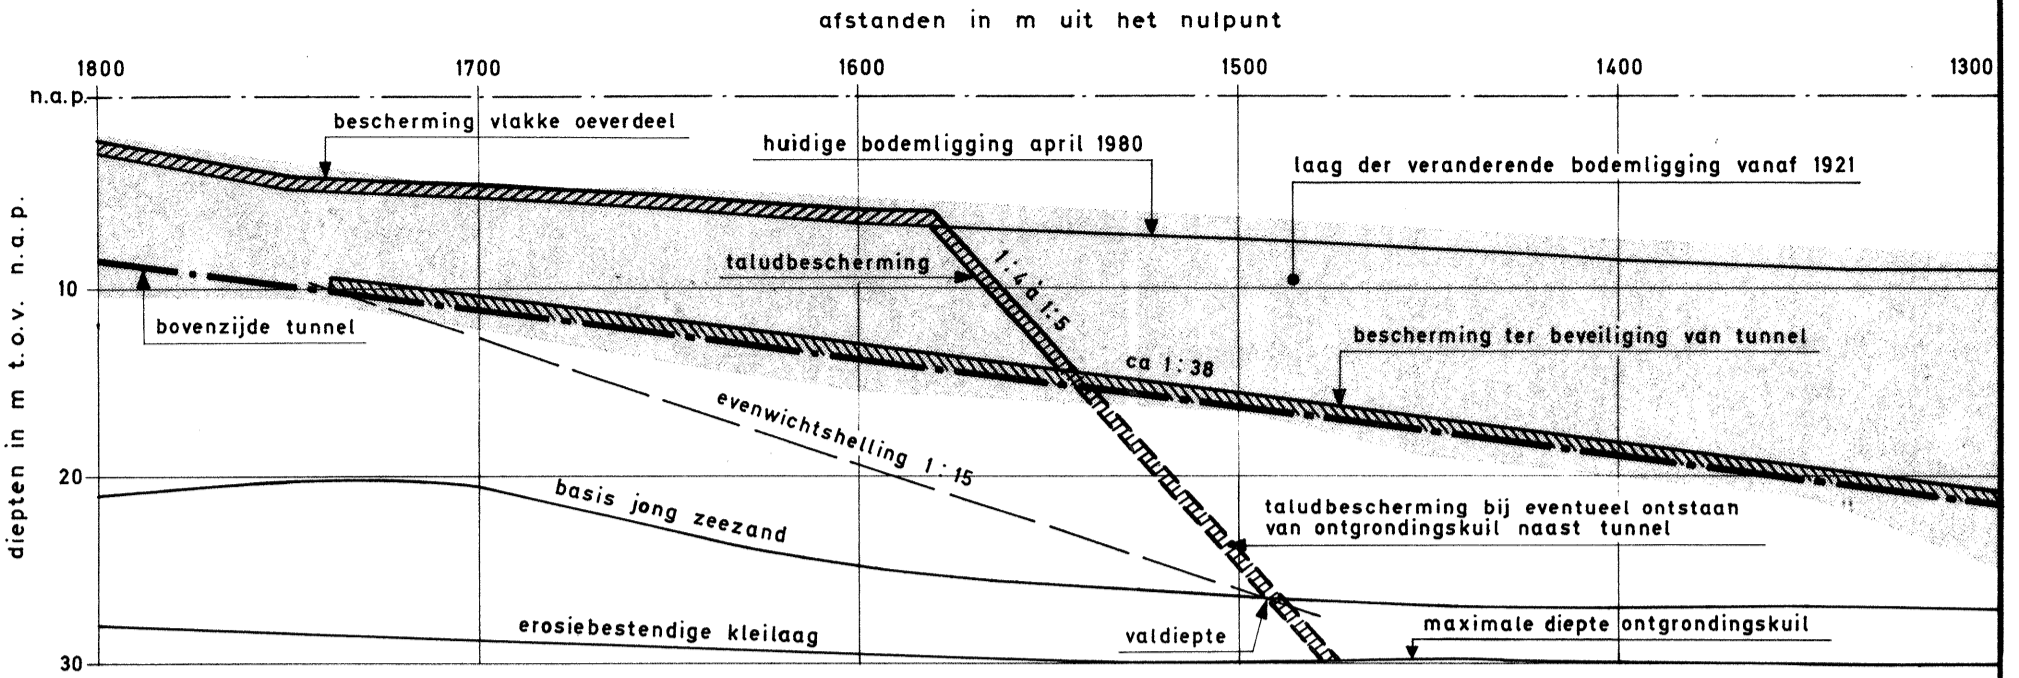 afstanden in m uit het nulpunt
1800 1700 1600 1500 1400 1300
n.a.p.
bescherming vlakke oeverdeel
huidige bodemligging april 1980
laag der veranderende bodemligging vanaf 1921
taludbescherming
1:4 à 1:5
10
bovenzijde tunnel
bescherming ter beveiliging van tunnel
ca 1:38
evenwichtshelling 1:15
20
basis jong zeezand
taludbescherming bij eventueel ontstaan
van ontgrondingskuil naast tunnel
erosiebestendige kleilaag
valdiepte
maximale diepte ontgrondingskuil
30
diepten in m t.o.v. n.a.p.